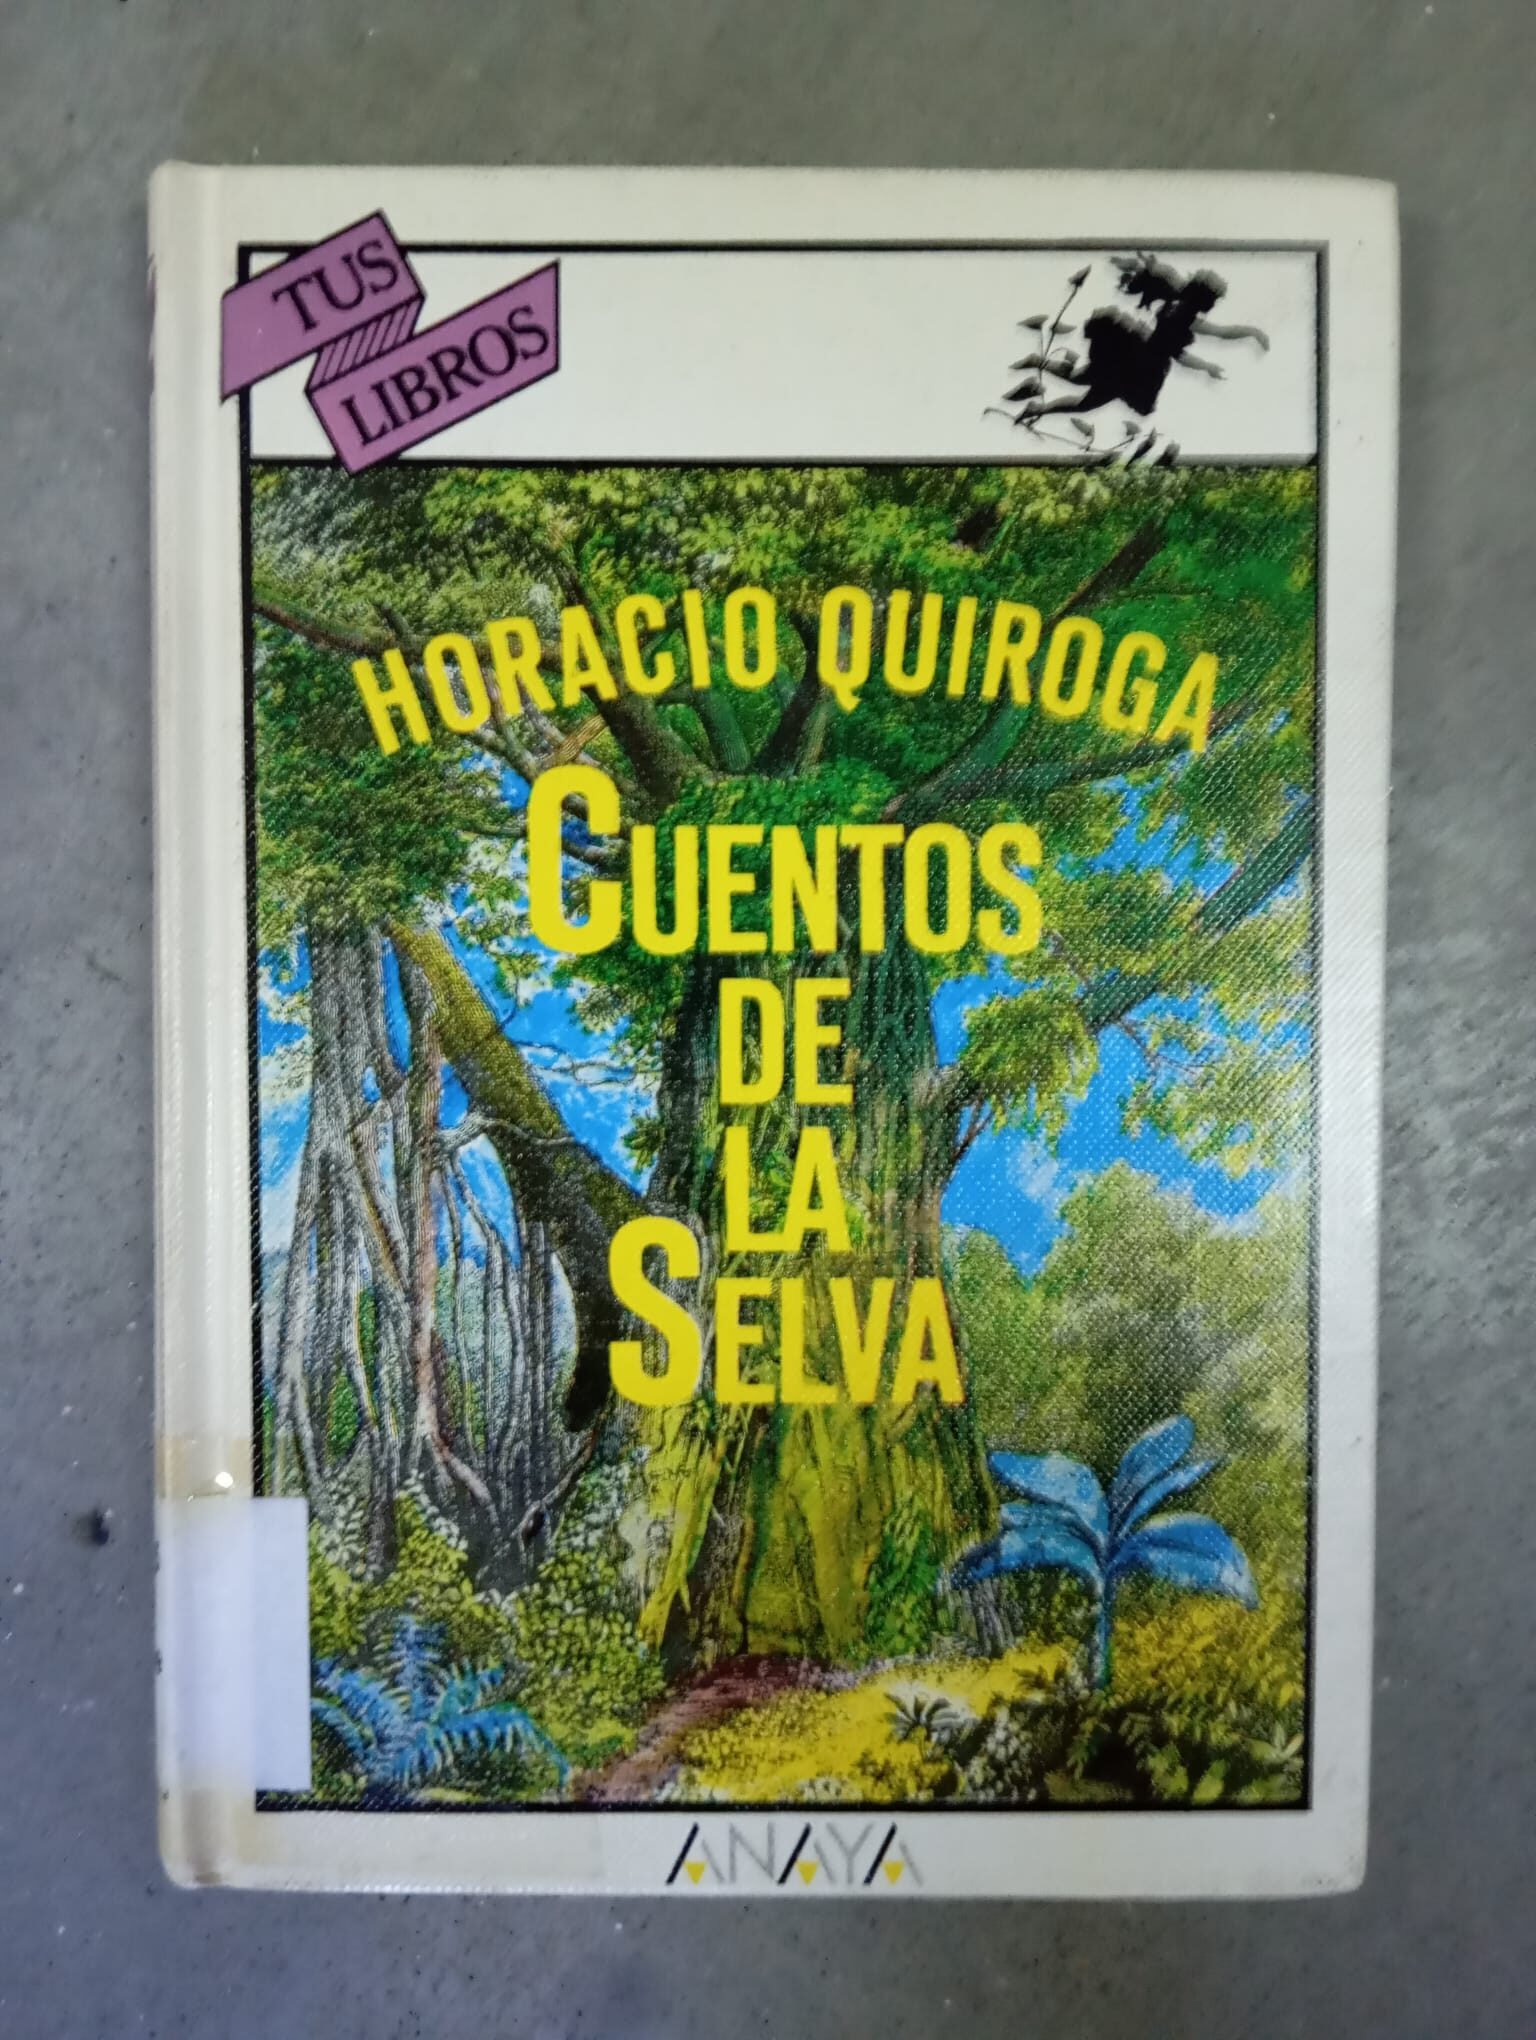 TUS
LIBROS
HORACIO QUIROGA
CUENTOS
DE
LA
SELVA
ANAYA